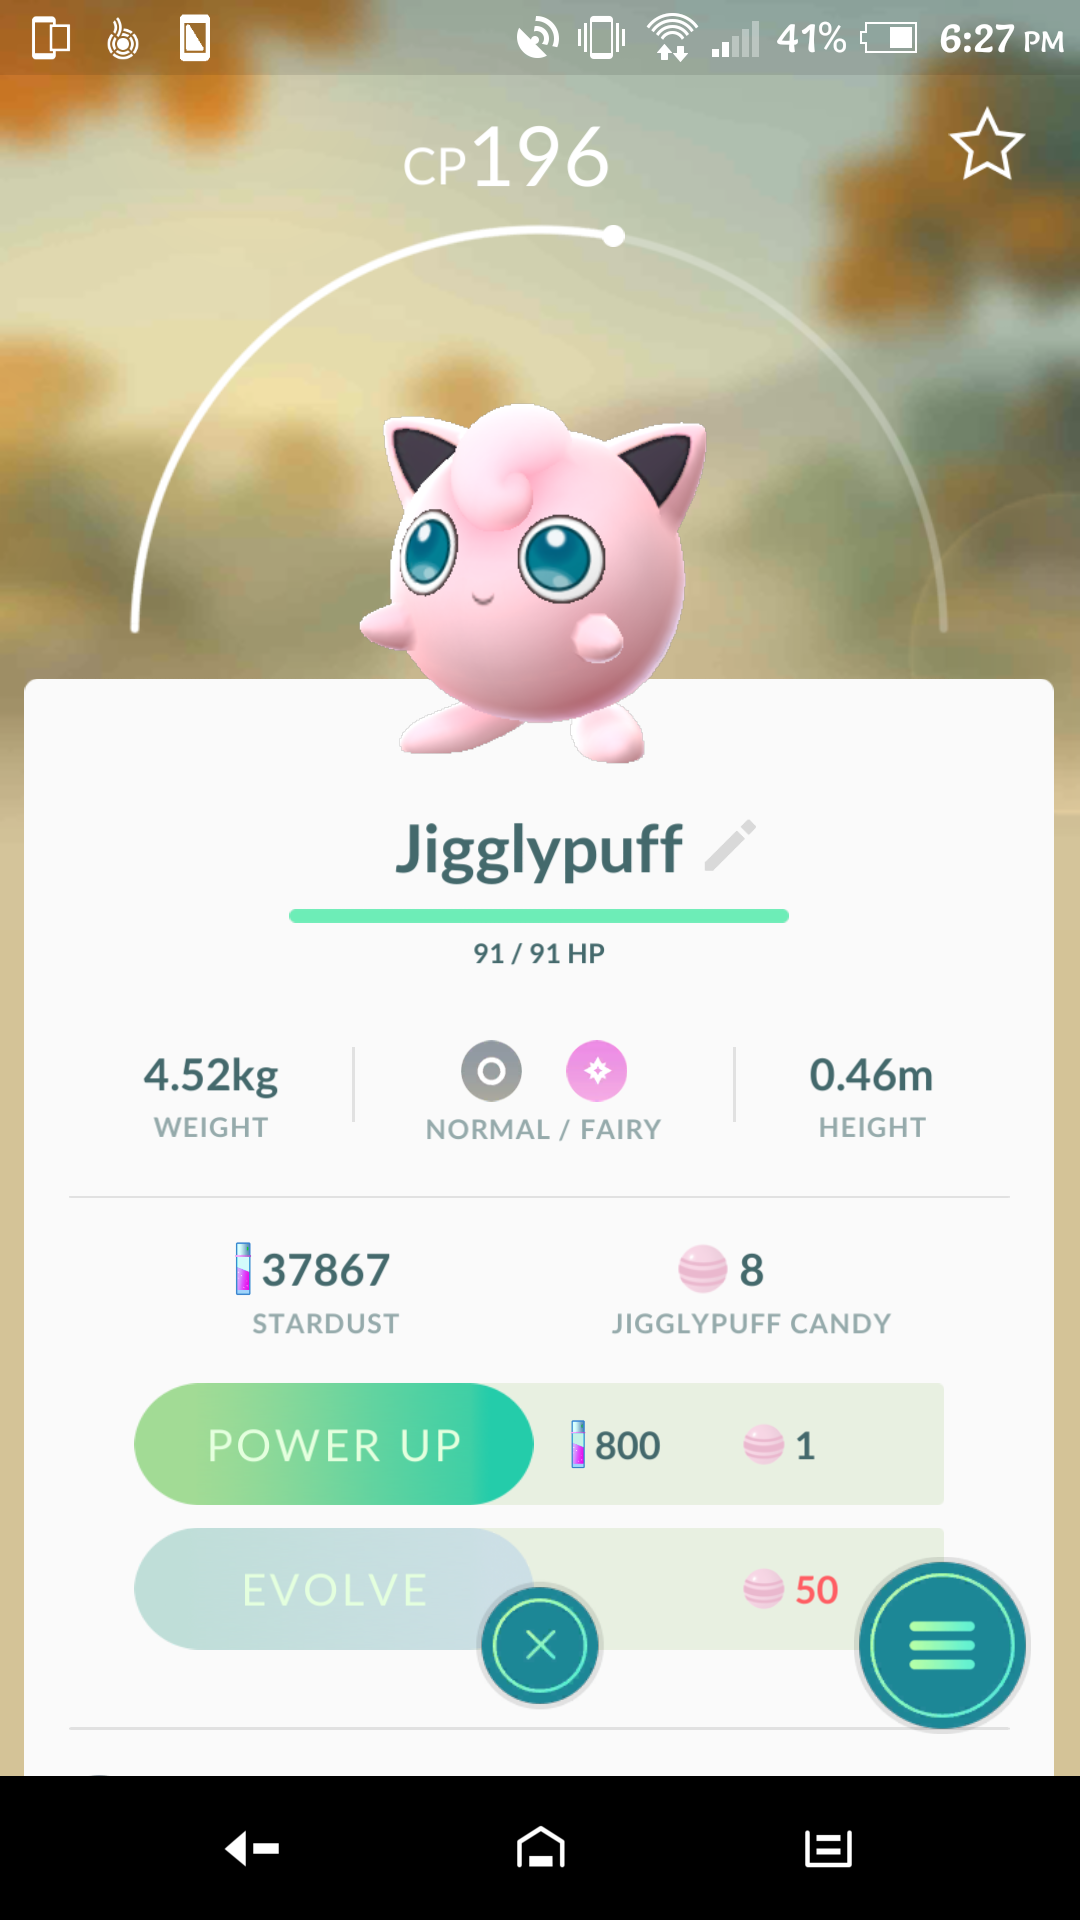 41% 6:27 PM
CP196
Jigglypuff
91 / 91 HP
4.52kg
WEIGHT
NORMAL / FAIRY
0.46m
HEIGHT
37867
STARDUST
8
JIGGLYPUFF CANDY
POWER UP 800 1
EVOLVE 50